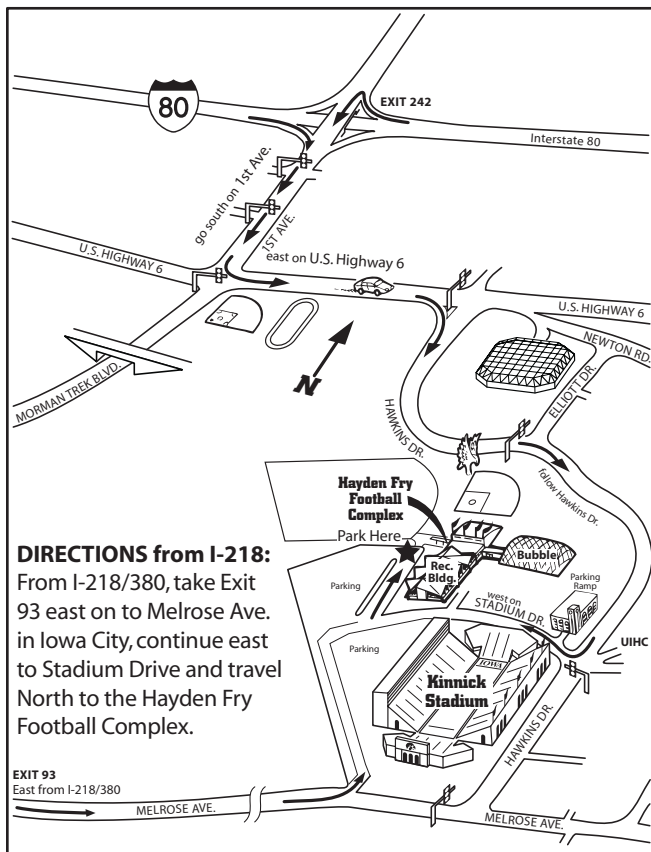 80
EXIT 242
Interstate 80
go south on 1st Ave.
1ST AVE.
U.S. HIGHWAY 6
east on U.S. Highway 6
U.S. HIGHWAY 6
NEWTON RD.
ELLIOTT DR.
MORMAN TREK BLVD.
N
HAWKINS DR.
follow Hawkins Dr.
Hayden Fry
Football
Complex
Park Here
Rec.
Bldg.
Bubble
Parking
Ramp
Parking
west on
STADIUM DR.
UIHC
Parking
IOWA
Kinnick
Stadium
HAWKINS DR.
DIRECTIONS from I-218:
From I-218/380, take Exit
93 east on to Melrose Ave.
in Iowa City, continue east
to Stadium Drive and travel
North to the Hayden Fry
Football Complex.
EXIT 93
East from I-218/380
MELROSE AVE.
MELROSE AVE.